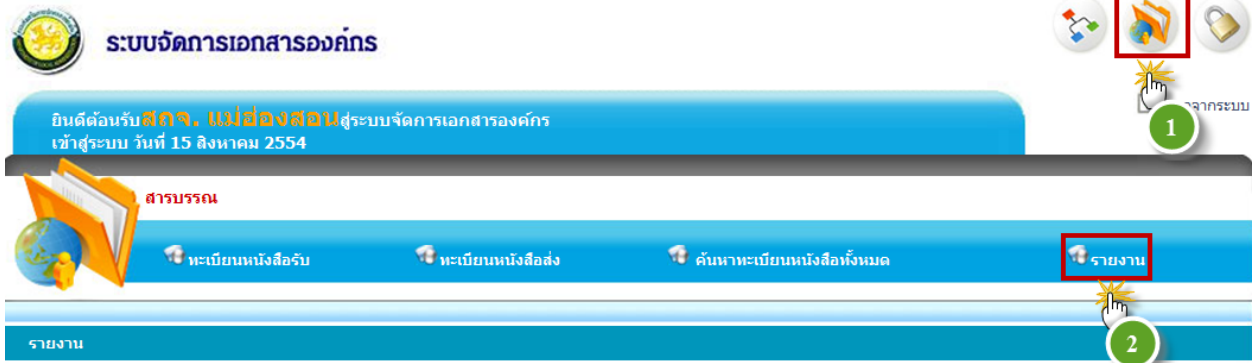 ระบบจัดการเอกสารองค์กร
ยินดีต้อนรับสถจ. แม่ฮ่องสอนสู่ระบบจัดการเอกสารองค์กร
เข้าสู่ระบบ วันที่ 15 สิงหาคม 2554
จากระบบ
1
สารบรรณ
ทะเบียนหนังสือรับ
ทะเบียนหนังสือส่ง
ค้นหาทะเบียนหนังสือทั้งหมด
รายงาน
รายงาน
2